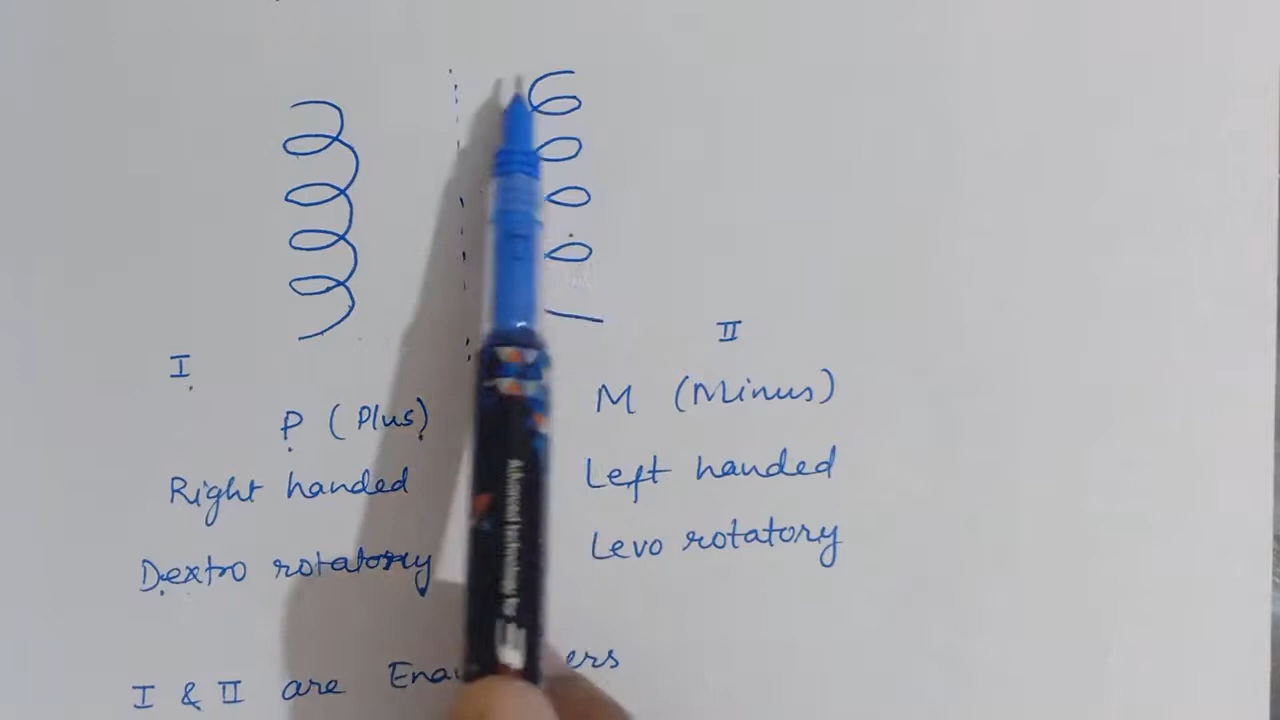 I
II
P (Plus)
M (Minus)
Right handed
Left handed
Dextro rotatory
Levo rotatory
I & II are